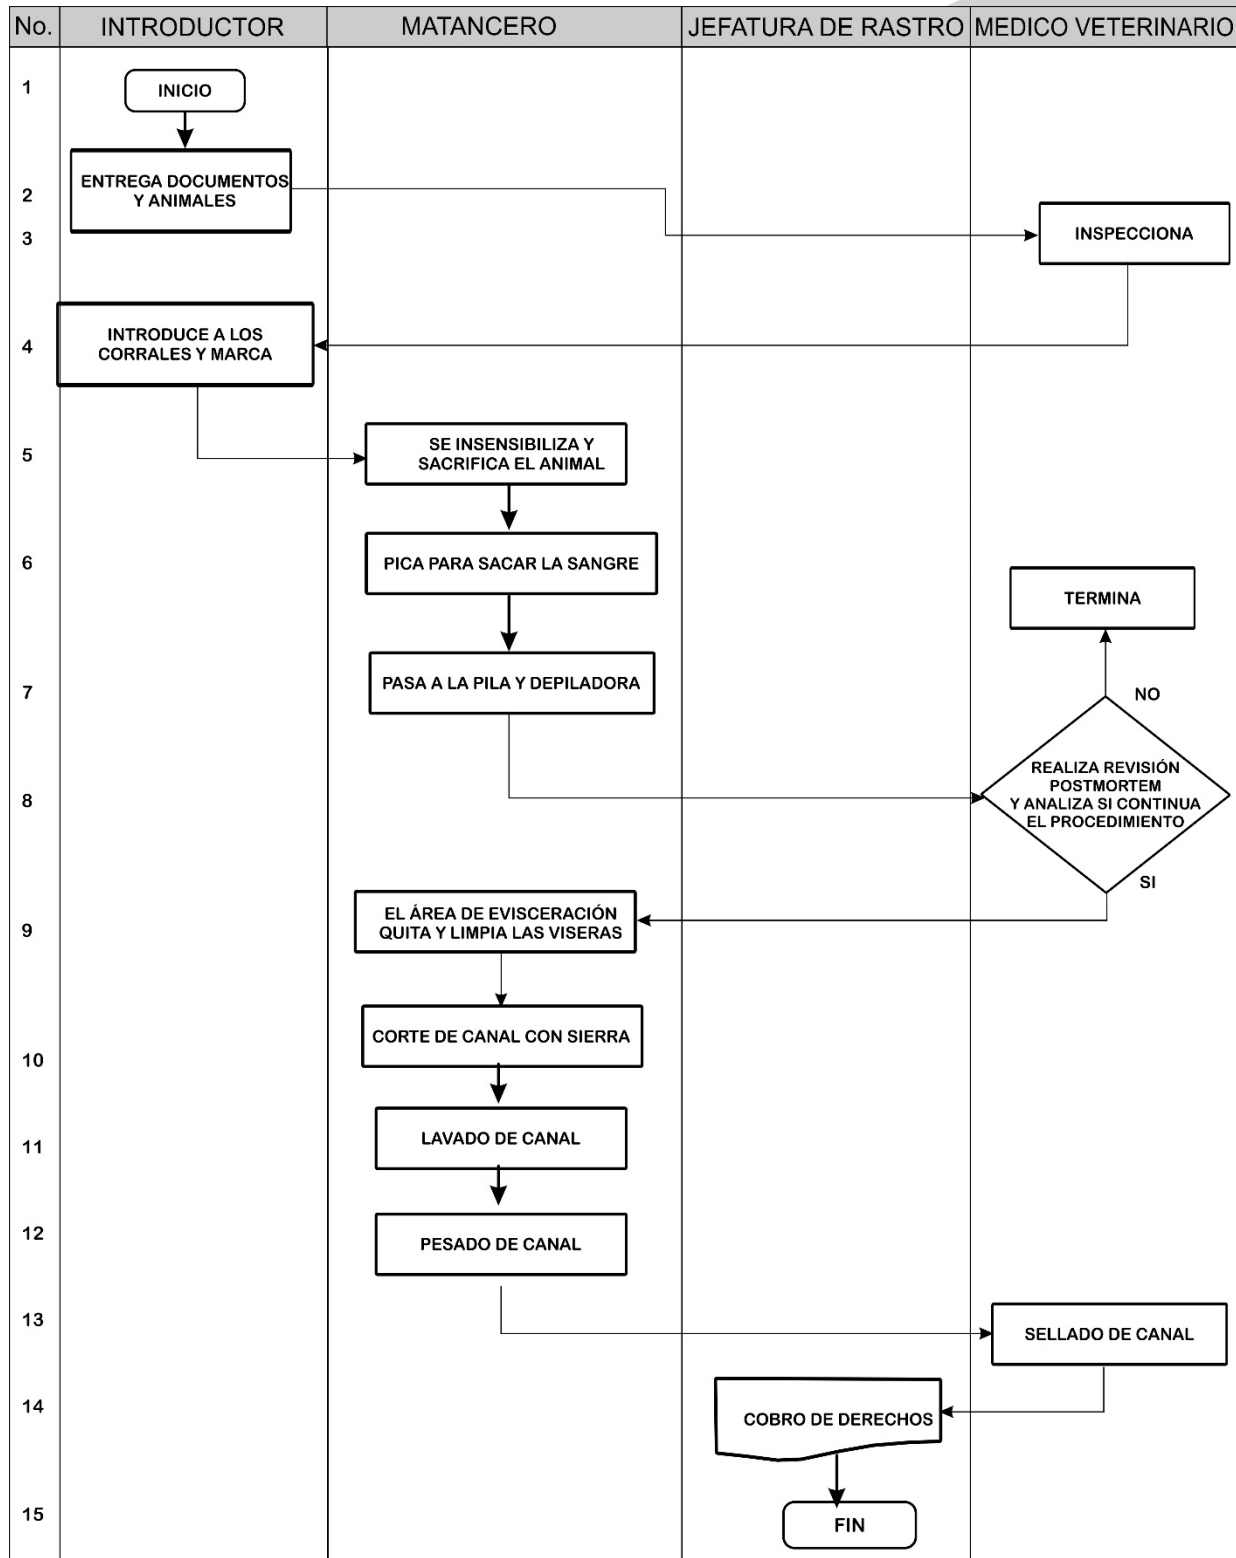 No.
INTRODUCTOR
MATANCERO
JEFATURA DE RASTRO
MEDICO VETERINARIO
1
INICIO
2
ENTREGA DOCUMENTOS
Y ANIMALES
3
INSPECCIONA
4
INTRODUCE A LOS
CORRALES Y MARCA
5
SE INSENSIBILIZA Y
SACRIFICA EL ANIMAL
6
PICA PARA SACAR LA SANGRE
TERMINA
7
PASA A LA PILA Y DEPILADORA
NO
8
REALIZA REVISIÓN
POSTMORTEM
Y ANALIZA SI CONTINUA
EL PROCEDIMIENTO
SI
9
EL ÁREA DE EVISCERACIÓN
QUITA Y LIMPIA LAS VISERAS
10
CORTE DE CANAL CON SIERRA
11
LAVADO DE CANAL
12
PESADO DE CANAL
13
SELLADO DE CANAL
14
COBRO DE DERECHOS
15
FIN